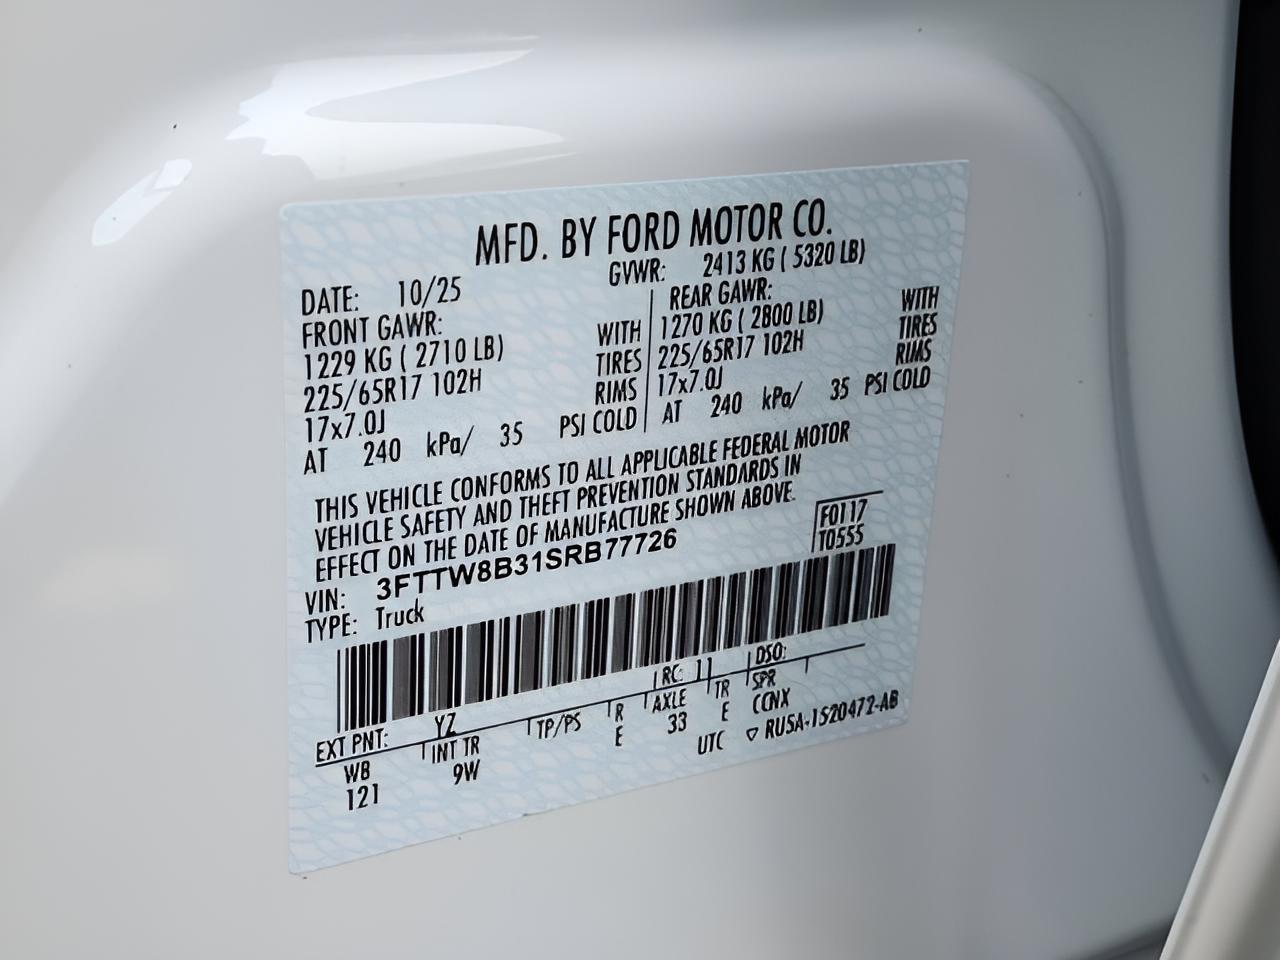 MFD. BY FORD MOTOR CO.
DATE: 10/25 GVWR: 2413 KG ( 5320 LB)
FRONT GAWR: REAR GAWR:
1229 KG ( 2710 LB) WITH 1270 KG ( 2800 LB) WITH
225/65R17 102H TIRES 225/65R17 102H TIRES
17x7.0J RIMS 17x7.0J RIMS
AT 240 kPa/ 35 PSI COLD AT 240 kPa/ 35 PSI COLD
THIS VEHICLE CONFORMS TO ALL APPLICABLE FEDERAL MOTOR
VEHICLE SAFETY AND THEFT PREVENTION STANDARDS IN
EFFECT ON THE DATE OF MANUFACTURE SHOWN ABOVE.
F0117
T0555
VIN: 3FTTW8B31SRB77726
TYPE: Truck
EXT PNT: YZ RC: 11 DSO:
WB INT TR TP/PS R AXLE TR SPR
121 9W E 33 E CCNX
UTC ▽ RU5A-1520472-AB